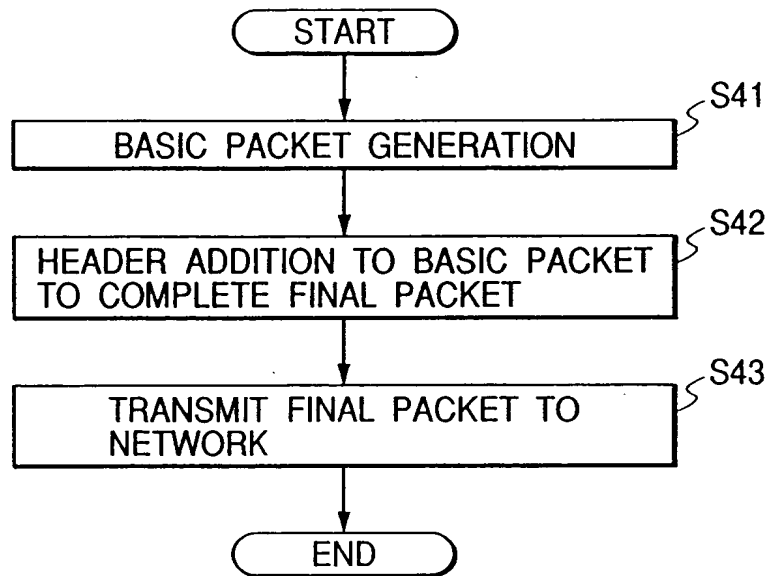 START
S41
BASIC PACKET GENERATION
S42
HEADER ADDITION TO BASIC PACKET
TO COMPLETE FINAL PACKET
S43
TRANSMIT FINAL PACKET TO
NETWORK
END